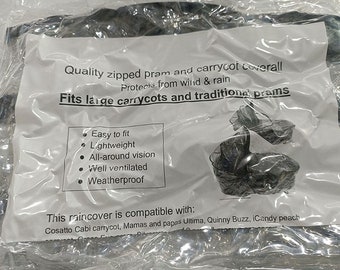 Quality zipped pram and carrycot coverall
Protects from wind & rain
Fits large carrycots and traditional prams
• Easy to fit
• Lightweight
• All-around vision
• Well ventilated
• Weatherproof
This raincover is compatible with:
Cosatto Cabi carrycot, Mamas and papas Ultima, Quinny Buzz, iCandy peach